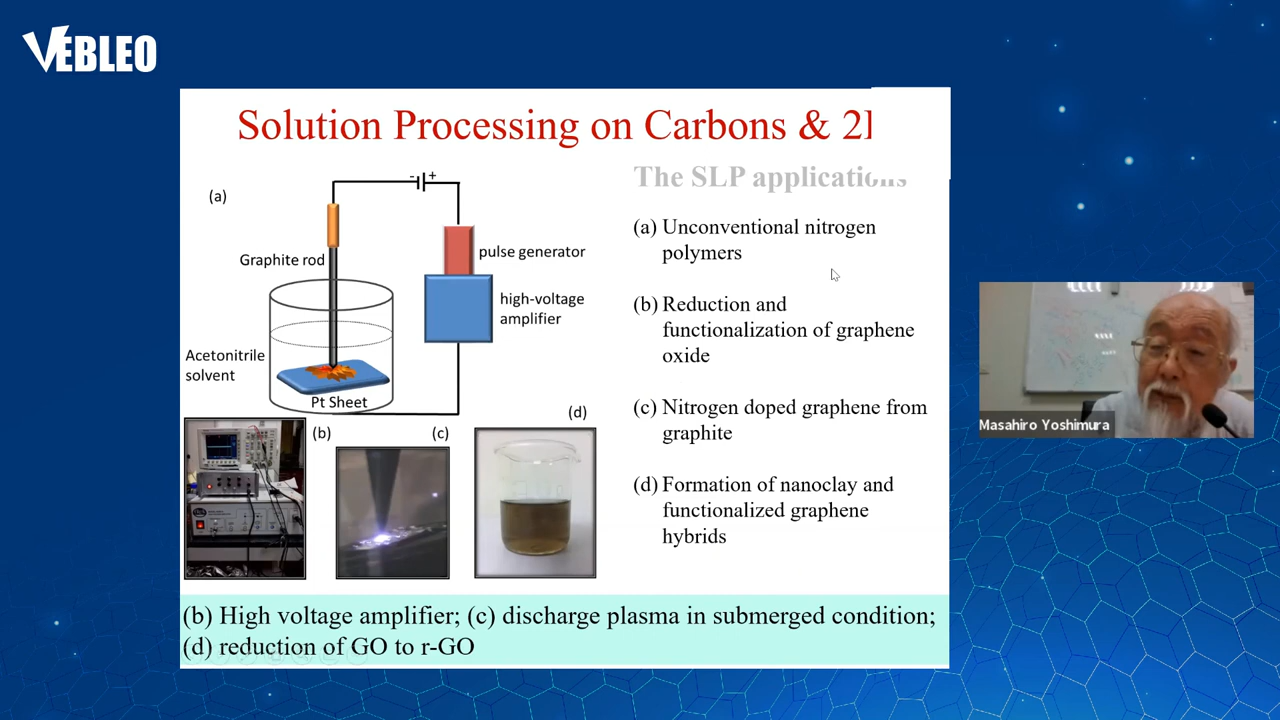 VEBLEO
Solution Processing on Carbons & 2
The SLP applications
(a)
- +
Graphite rod
pulse generator
high-voltage
amplifier
Acetonitrile
solvent
Pt Sheet
(b)
(c)
(d)
(a) Unconventional nitrogen
polymers
(b) Reduction and
functionalization of graphene
oxide
(c) Nitrogen doped graphene from
graphite
(d) Formation of nanoclay and
functionalized graphene
hybrids
(b) High voltage amplifier; (c) discharge plasma in submerged condition;
(d) reduction of GO to r-GO
Masahiro Yoshimura